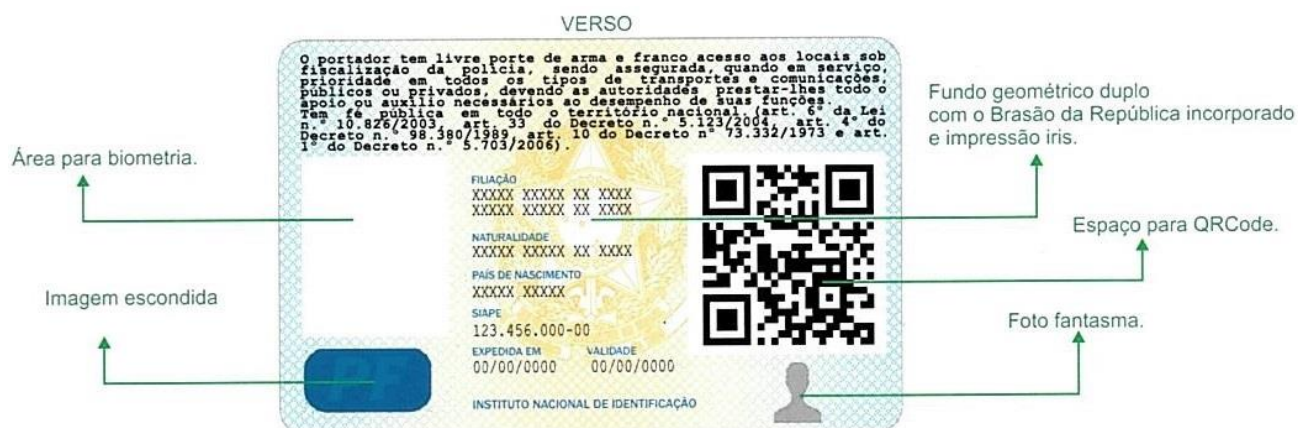 VERSO
O portador tem livre porte de arma e franco acesso aos locais sob
fiscalização da polícia, sendo assegurada, quando em serviço,
prioridade em todos os tipos de transportes e comunicações,
públicos ou privados, devendo as autoridades prestar-lhes todo o
apoio ou auxílio necessários ao desempenho de suas funções.
Tem fé pública em todo o território nacional. (art. 6° da Lei
n.° 10.826/2003, art. 33 do Decreto n.° 5.123/2004, art. 4° do
Decreto n.° 98.380/1989, art. 10 do Decreto n° 73.332/1973 e art.
1° do Decreto n.° 5.703/2006).
Fundo geométrico duplo
com o Brasão da República incorporado
e impressão iris.
Área para biometria.
FILIAÇÃO
XXXXX XXXXX XX XXXX
XXXXX XXXXX XX XXXX
NATURALIDADE
XXXXX XXXXX XX XXXX
Espaço para QRCode.
PAÍS DE NASCIMENTO
XXXXX XXXXX
Imagem escondida
SIAPE
123.456.000-00
Foto fantasma.
EXPEDIDA EM VALIDADE
00/00/0000 00/00/0000
PF
INSTITUTO NACIONAL DE IDENTIFICAÇÃO